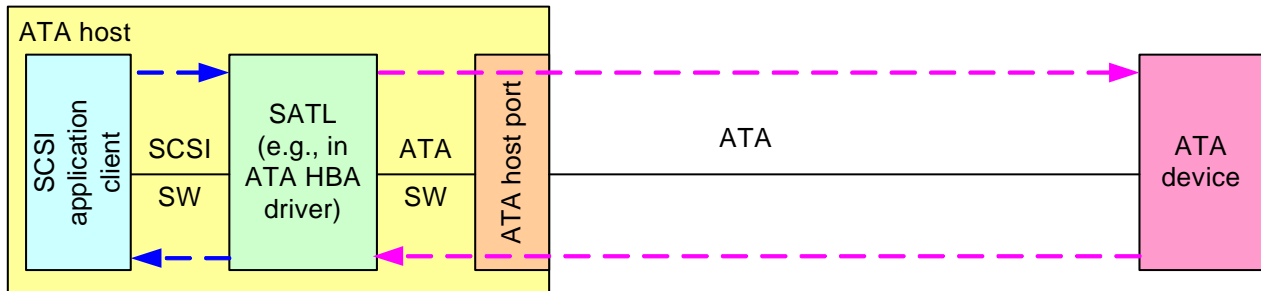 ATA host
SCSI
application
client
SCSI
SW
SATL
(e.g., in
ATA HBA
driver)
ATA
SW
ATA host port
ATA
ATA
device